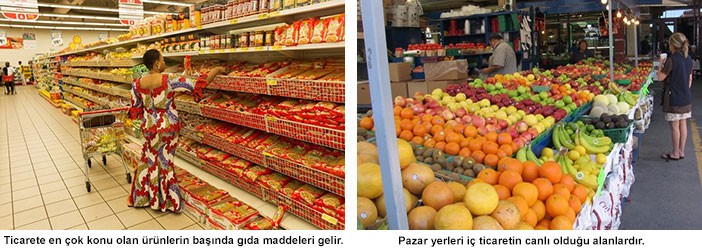 Ticarete en çok konu olan ürünlerin başında gıda maddeleri gelir.
Pazar yerleri iç ticaretin canlı olduğu alanlardır.